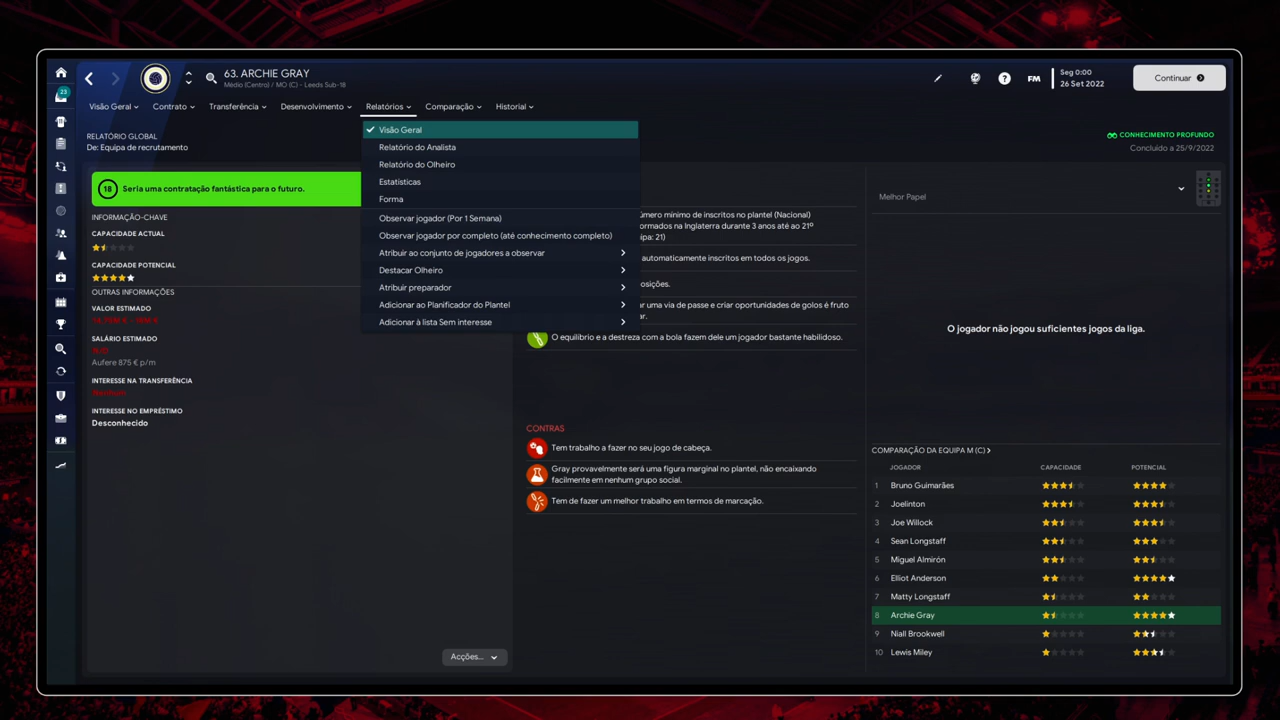 63. ARCHIE GRAY
Médio (Centro) / MO (C) - Leeds Sub-18
FM
Seg 0:00
26 Set 2022
Continuar
23
Visão Geral
Contrato
Transferência
Desenvolvimento
Relatórios
Comparação
Historial
RELATÓRIO GLOBAL
De: Equipa de recrutamento
CONHECIMENTO PROFUNDO
Concluído a 25/9/2022
Visão Geral
Relatório do Analista
Relatório do Olheiro
Estatísticas
Forma
Observar jogador (Por 1 Semana)
Observar jogador por completo (até conhecimento completo)
Atribuir ao conjunto de jogadores a observar
Destacar Olheiro
Atribuir preparador
Adicionar ao Planificador do Plantel
Adicionar à lista Sem interesse
18 Seria uma contratação fantástica para o futuro.
INFORMAÇÃO-CHAVE
CAPACIDADE ACTUAL
CAPACIDADE POTENCIAL
OUTRAS INFORMAÇÕES
VALOR ESTIMADO
SALÁRIO ESTIMADO
Aufere 875 € p/m
INTERESSE NA TRANSFERÊNCIA
INTERESSE NO EMPRÉSTIMO
Desconhecido
Acções...
mínimo de inscritos no plantel (Nacional)
formados na Inglaterra durante 3 anos até ao 21º
21)
automaticamente inscritos em todos os jogos.
uma via de passe e criar oportunidades de golos é fruto
O equilíbrio e a destreza com a bola fazem dele um jogador bastante habilidoso.
CONTRAS
Tem trabalho a fazer no seu jogo de cabeça.
Gray provavelmente será uma figura marginal no plantel, não encaixando
facilmente em nenhum grupo social.
Tem de fazer um melhor trabalho em termos de marcação.
Melhor Papel
O jogador não jogou suficientes jogos da liga.
COMPARAÇÃO DA EQUIPA M (C)
JOGADOR CAPACIDADE POTENCIAL
1 Bruno Guimarães
2 Joelinton
3 Joe Willock
4 Sean Longstaff
5 Miguel Almirón
6 Elliot Anderson
7 Matty Longstaff
8 Archie Gray
9 Niall Brookwell
10 Lewis Miley